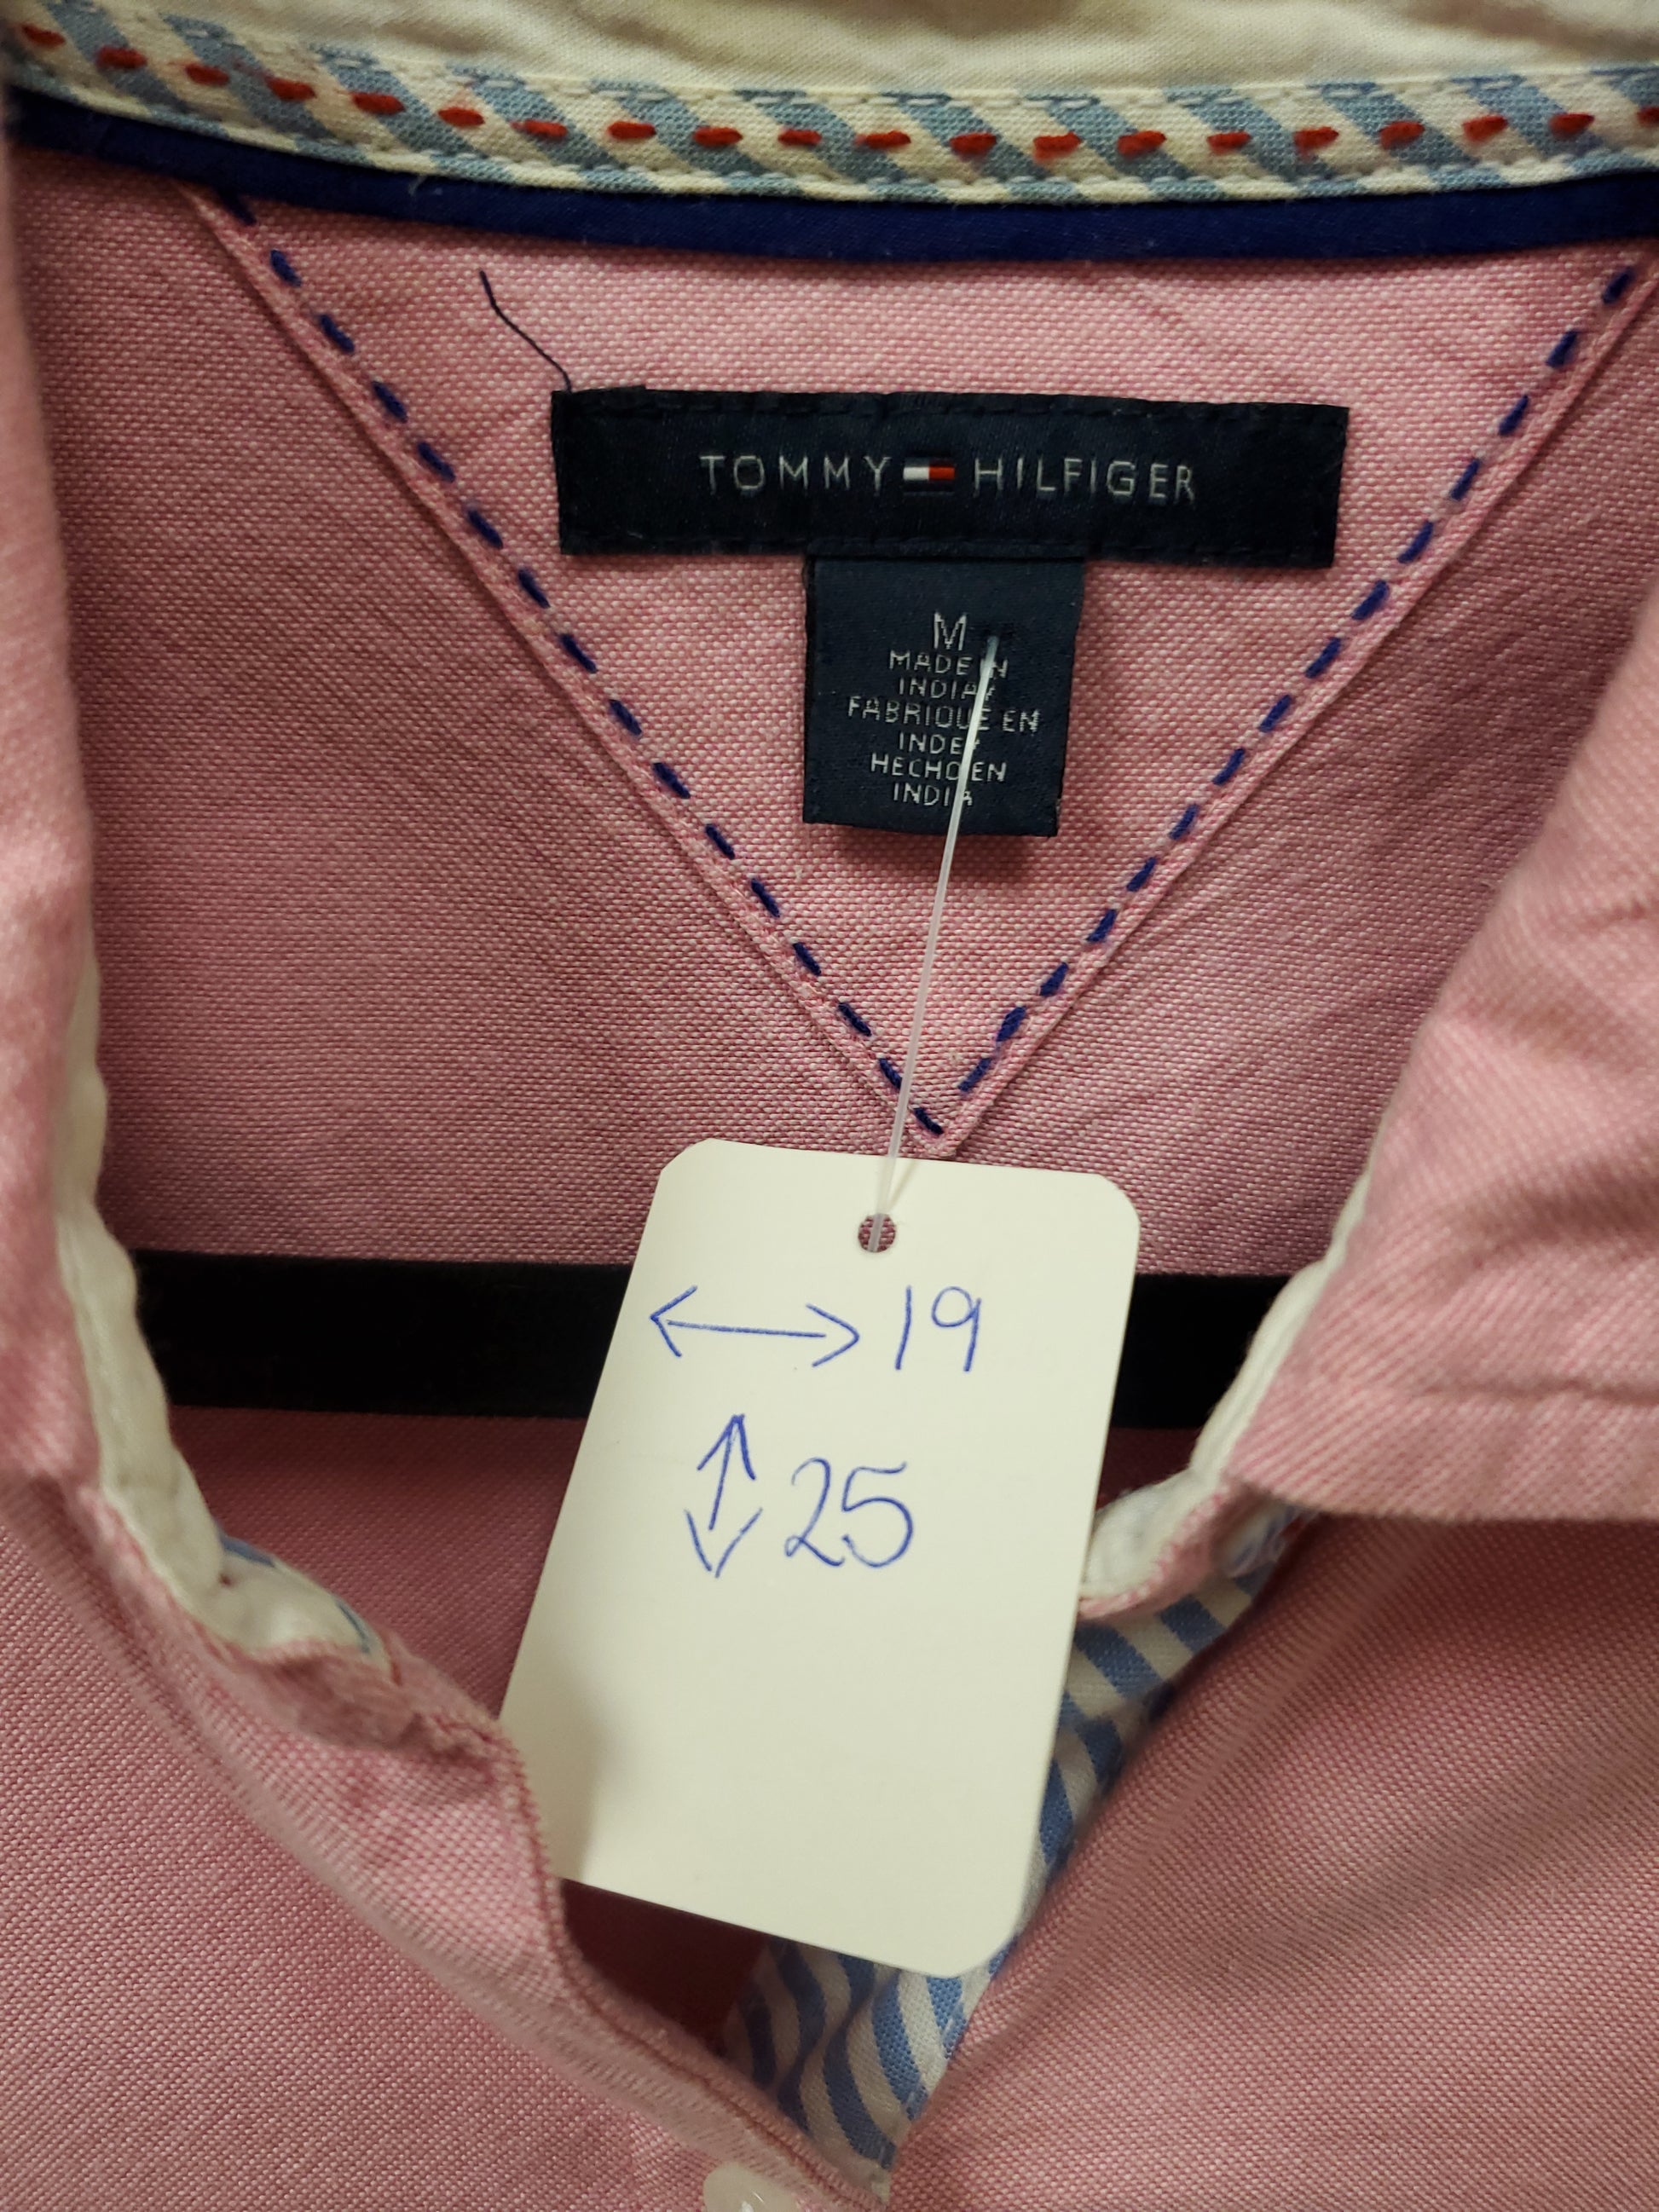 TOMMY HILFIGER
M
MADE IN
INDIA/
FABRIQUE EN
INDE/
HECHO EN
INDIA
↔ 19
↕ 25